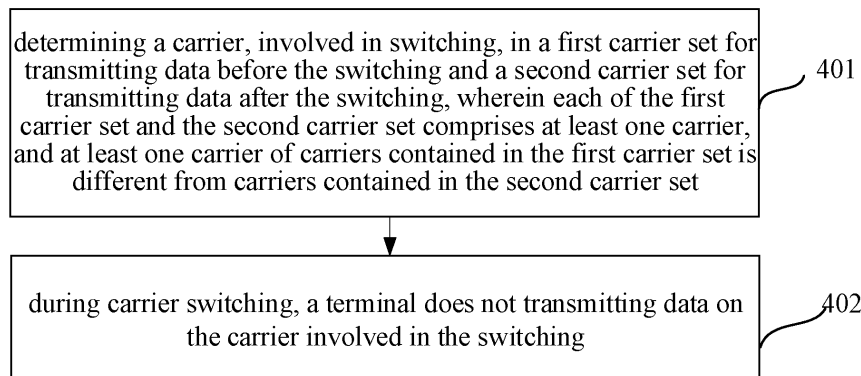 determining a carrier, involved in switching, in a first carrier set for
transmitting data before the switching and a second carrier set for
transmitting data after the switching, wherein each of the first
carrier set and the second carrier set comprises at least one carrier,
and at least one carrier of carriers contained in the first carrier set is
different from carriers contained in the second carrier set
401
during carrier switching, a terminal does not transmitting data on
the carrier involved in the switching
402